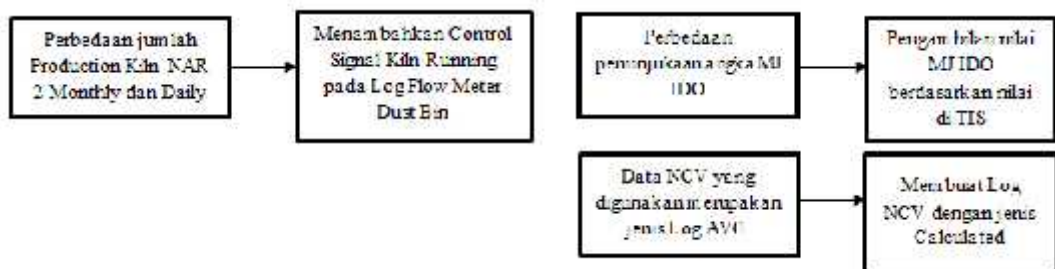 Perbedaan jumlah
Production Kiln NAR
2 Monthly dan Daily
Menambahkan Control
Signal Kiln Running
pada Log Flow Meter
Dust Bin
Perbedaan
penunjukaan angka MJ
IDO
Pengambilan nilai
MJ IDO
berdasarkan nilai
di TIS
Data NCV yang
digunakan merupakan
jenis Log AVG
Membuat Log
NCV dengan jenis
Calculated